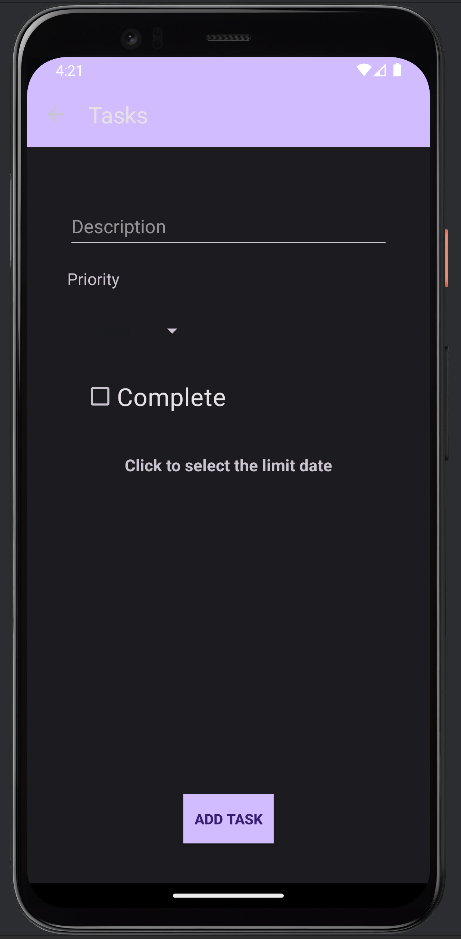 4:21
Tasks
Description
Priority
Complete
Click to select the limit date
ADD TASK